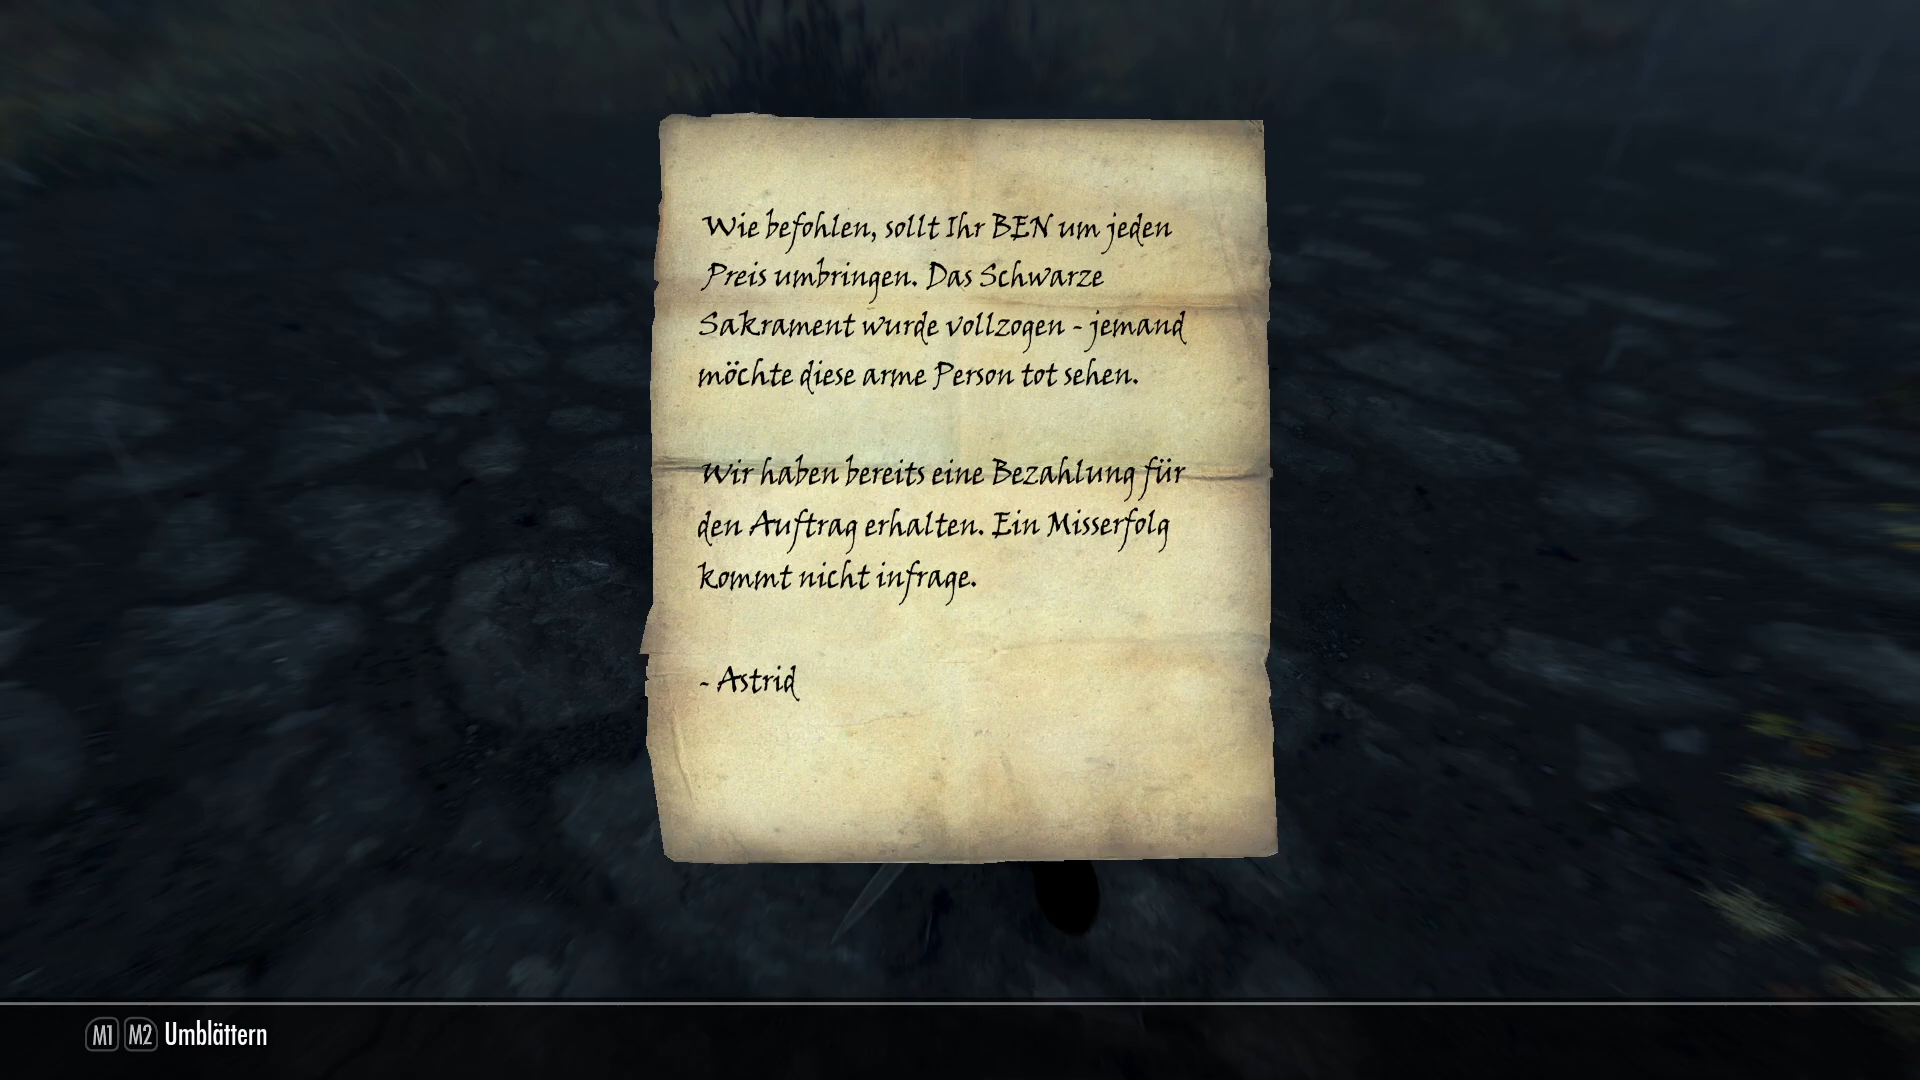 Wie befohlen, sollt Ihr BEN um jeden
Preis umbringen. Das Schwarze
Sakrament wurde vollzogen - jemand
möchte diese arme Person tot sehen.
Wir haben bereits eine Bezahlung für
den Auftrag erhalten. Ein Misserfolg
kommt nicht infrage.
- Astrid
M1 M2 Umblättern